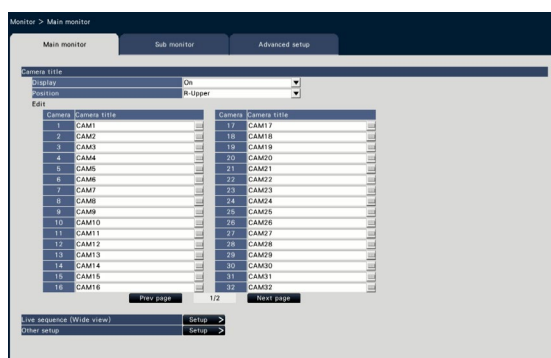 Monitor > Main monitor
Main monitor Sub monitor Advanced setup
Camera title
Display On
Position R-Upper
Edit
Camera Camera title Camera Camera title
1 CAM1 17 CAM17
2 CAM2 18 CAM18
3 CAM3 19 CAM19
4 CAM4 20 CAM20
5 CAM5 21 CAM21
6 CAM6 22 CAM22
7 CAM7 23 CAM23
8 CAM8 24 CAM24
9 CAM9 25 CAM25
10 CAM10 26 CAM26
11 CAM11 27 CAM27
12 CAM12 28 CAM28
13 CAM13 29 CAM29
14 CAM14 30 CAM30
15 CAM15 31 CAM31
16 CAM16 32 CAM32
Prev page 1/2 Next page
Live sequence (Wide view) Setup >
Other setup Setup >